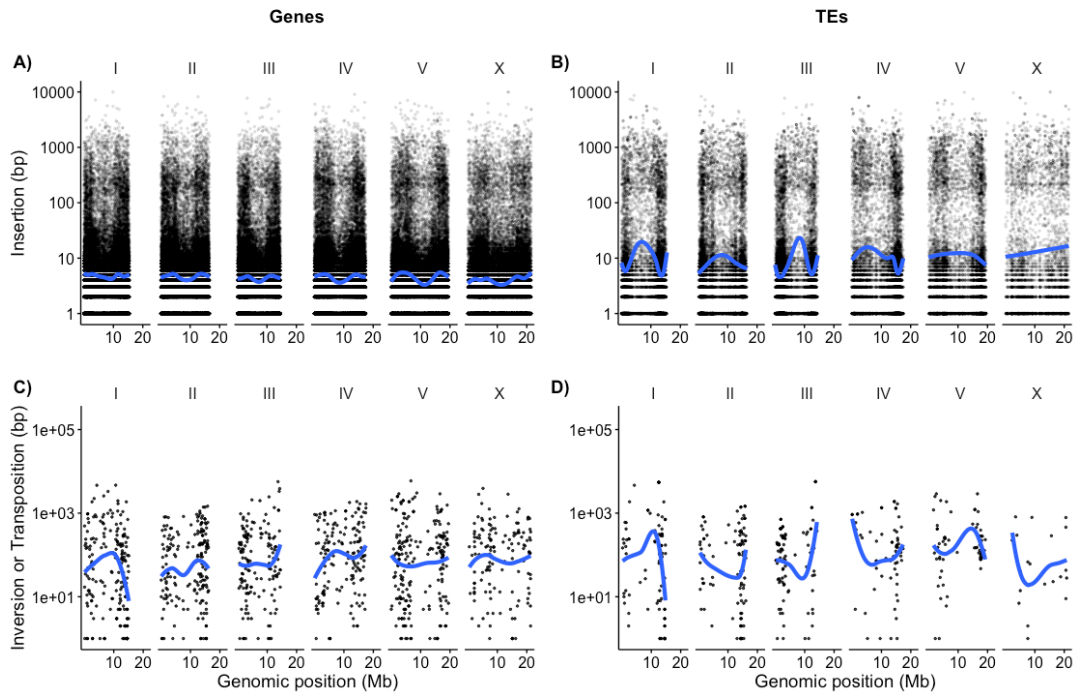 Genes TEs
A) B)
I II III IV V X I II III IV V X
Insertion (bp)
10000
1000
100
10
1
10000
1000
100
10
1
10 20 10 20 10 20 10 20 10 20 10 20 10 20 10 20 10 20 10 20 10 20 10 20
C) D)
I II III IV V X I II III IV V X
Inversion or Transposition (bp)
1e+05
1e+03
1e+01
1e+05
1e+03
1e+01
10 20 10 20 10 20 10 20 10 20 10 20 10 20 10 20 10 20 10 20 10 20 10 20
Genomic position (Mb) Genomic position (Mb)